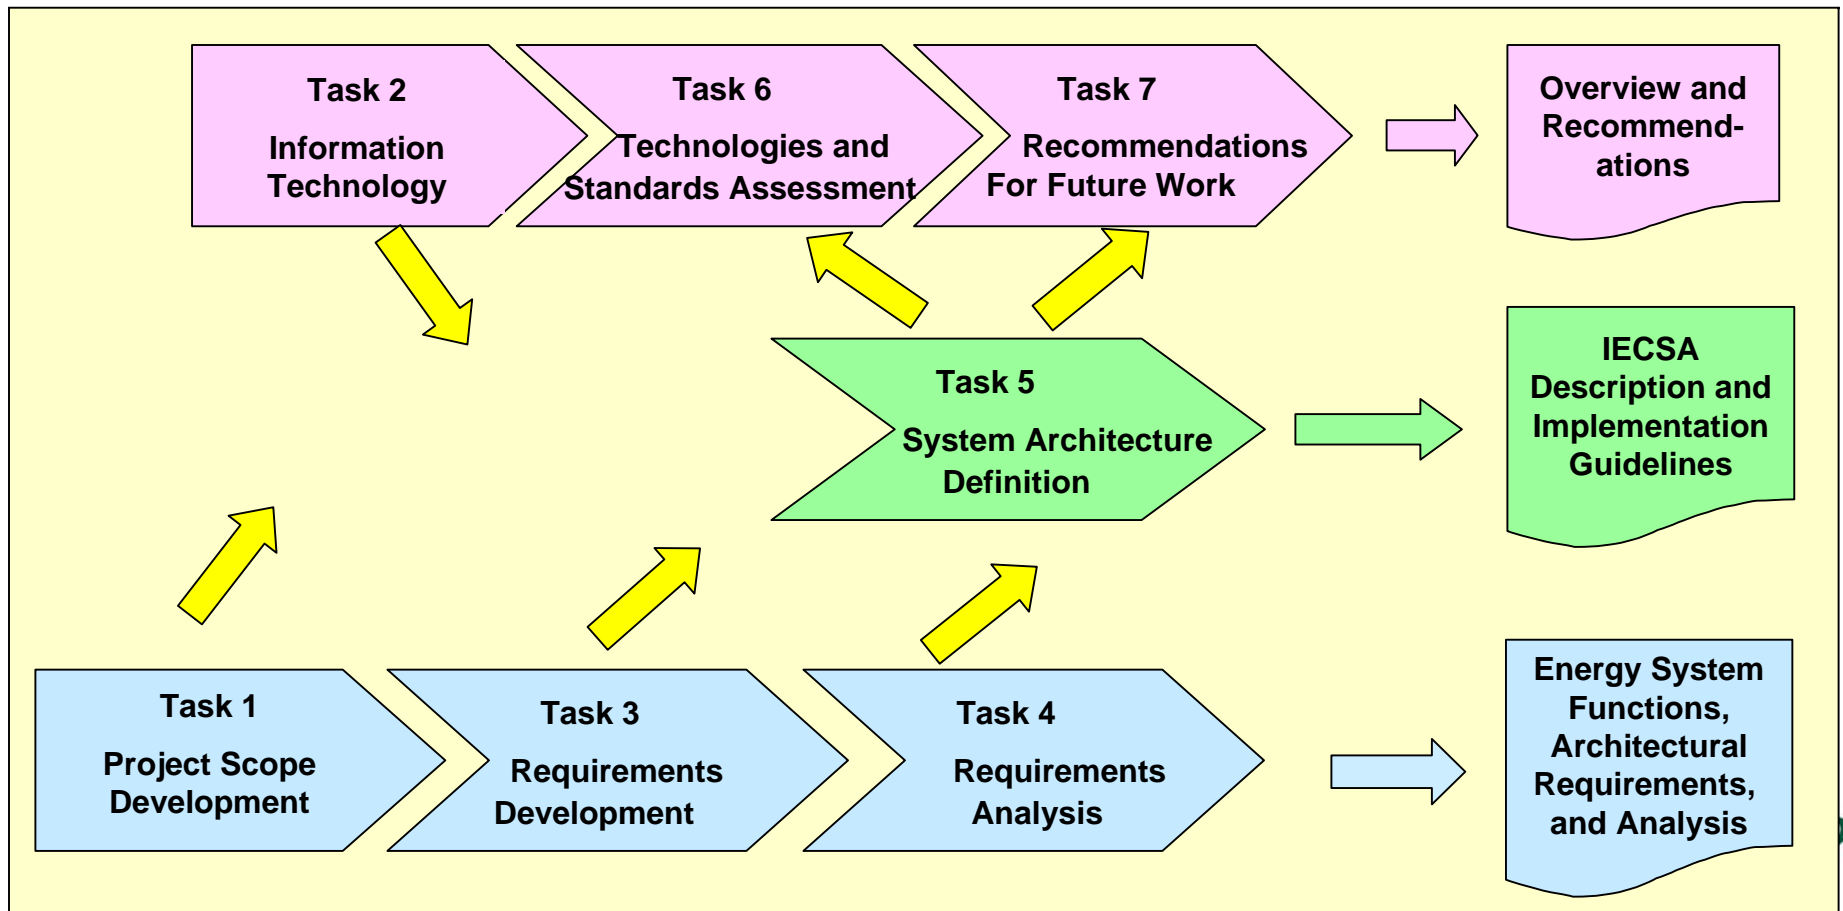 Task 2
Information
Technology
Task 6
Technologies and
Standards Assessment
Task 7
Recommendations
For Future Work
Overview and
Recommend-
ations
Task 5
System Architecture
Definition
IECSA
Description and
Implementation
Guidelines
Task 1
Project Scope
Development
Task 3
Requirements
Development
Task 4
Requirements
Analysis
Energy System
Functions,
Architectural
Requirements,
and Analysis